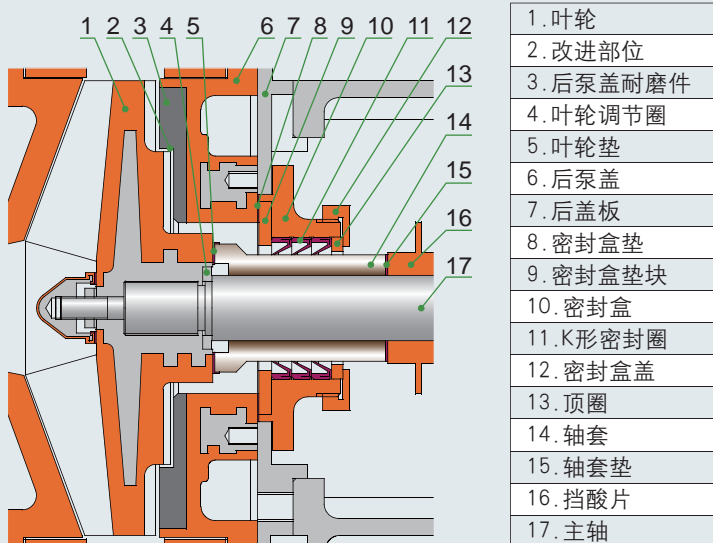 1 2 3 4 5 6 7 8 9 10 11 12
13
14
15
16
17
1.叶轮
2.改进部位
3.后泵盖耐磨件
4.叶轮调节圈
5.叶轮垫
6.后泵盖
7.后盖板
8.密封盒垫
9.密封盒垫块
10.密封盒
11.K形密封圈
12.密封盒盖
13.顶圈
14.轴套
15.轴套垫
16.挡酸片
17.主轴